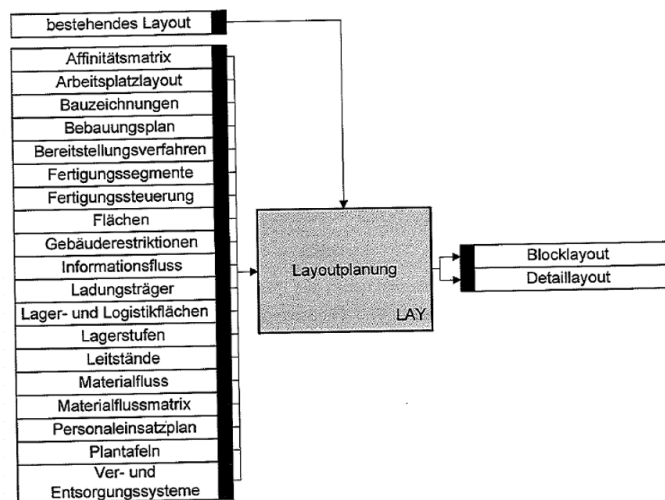 bestehendes Layout
Affinitätsmatrix
Arbeitsplatzlayout
Bauzeichnungen
Bebauungsplan
Bereitstellungsverfahren
Fertigungssegmente
Fertigungssteuerung
Flächen
Gebäuderestriktionen
Informationsfluss
Ladungsträger
Lager- und Logistikflächen
Lagerstufen
Leitstände
Materialfluss
Materialflussmatrix
Personaleinsatzplan
Plantafeln
Ver- und
Entsorgungssysteme
Layoutplanung
LAY
Blocklayout
Detaillayout